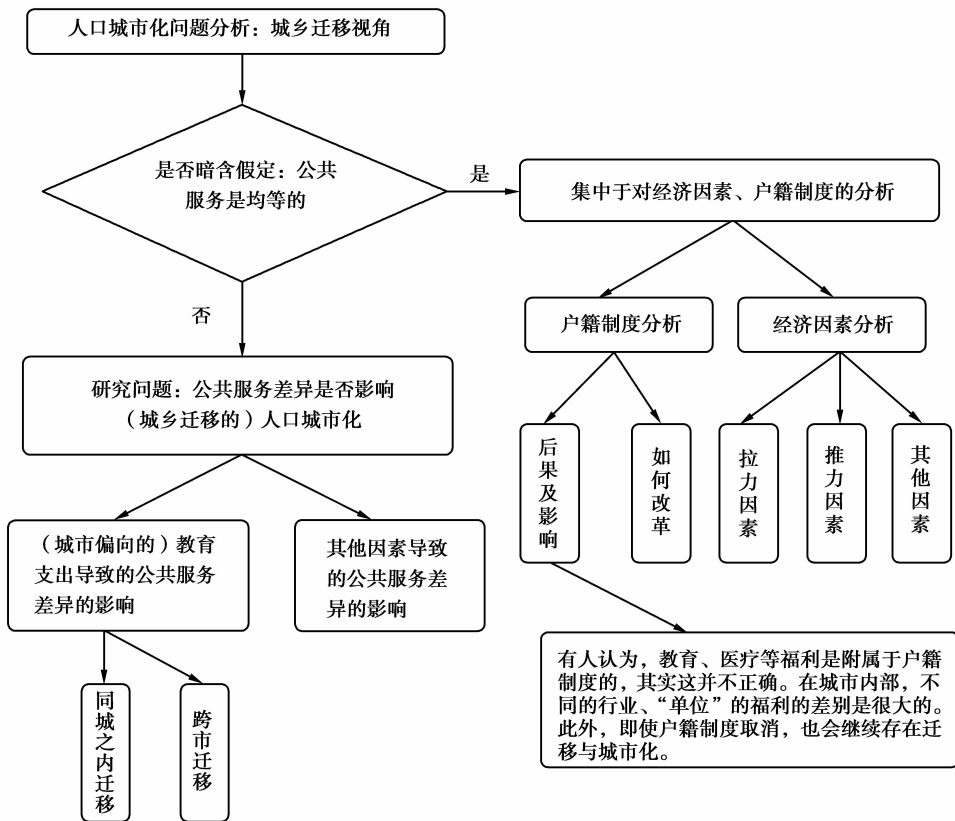 人口城市化问题分析：城乡迁移视角
是否暗含假定：公共
服务是均等的
是
集中于对经济因素、户籍制度的分析
否
户籍制度分析
经济因素分析
研究问题：公共服务差异是否影响
（城乡迁移的）人口城市化
后果及影响
如何改革
拉力因素
推力因素
其他因素
（城市偏向的）教育
支出导致的公共服务
差异的影响
其他因素导致
的公共服务差
异的影响
有人认为，教育、医疗等福利是附属于户籍
制度的，其实这并不正确。在城市内部，不
同的行业、“单位”的福利的差别是很大的。
此外，即使户籍制度取消，也会继续存在迁
移与城市化。
同城之内迁移
跨市迁移